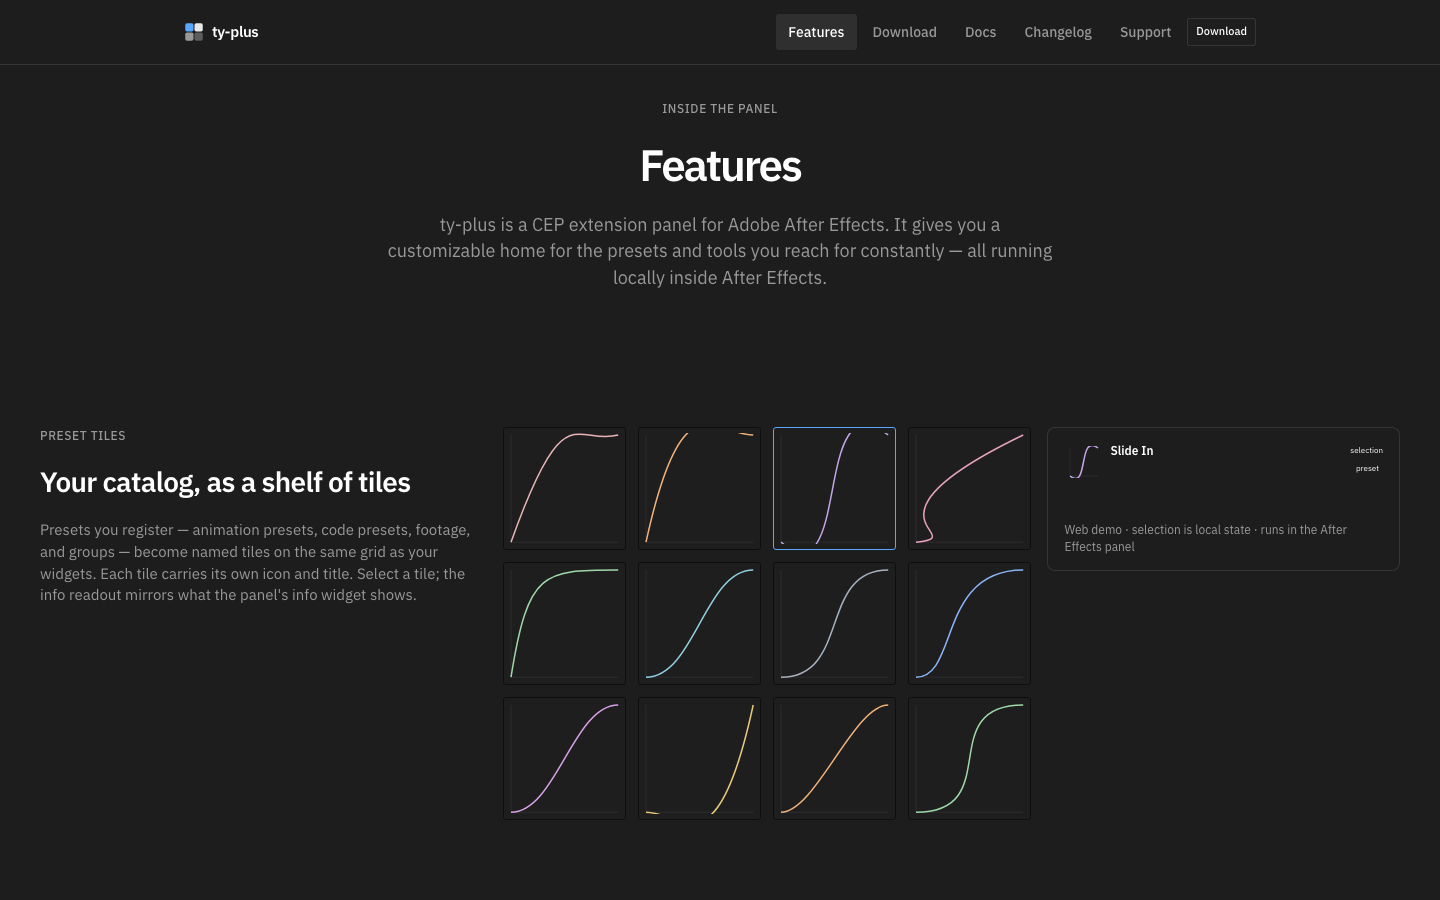 ty-plus
Features
Download
Docs
Changelog
Support
Download
INSIDE THE PANEL
Features
ty-plus is a CEP extension panel for Adobe After Effects. It gives you a
customizable home for the presets and tools you reach for constantly — all running
locally inside After Effects.
PRESET TILES
Your catalog, as a shelf of tiles
Presets you register — animation presets, code presets, footage,
and groups — become named tiles on the same grid as your
widgets. Each tile carries its own icon and title. Select a tile; the
info readout mirrors what the panel's info widget shows.
Slide In
selection
preset
Web demo · selection is local state · runs in the After
Effects panel